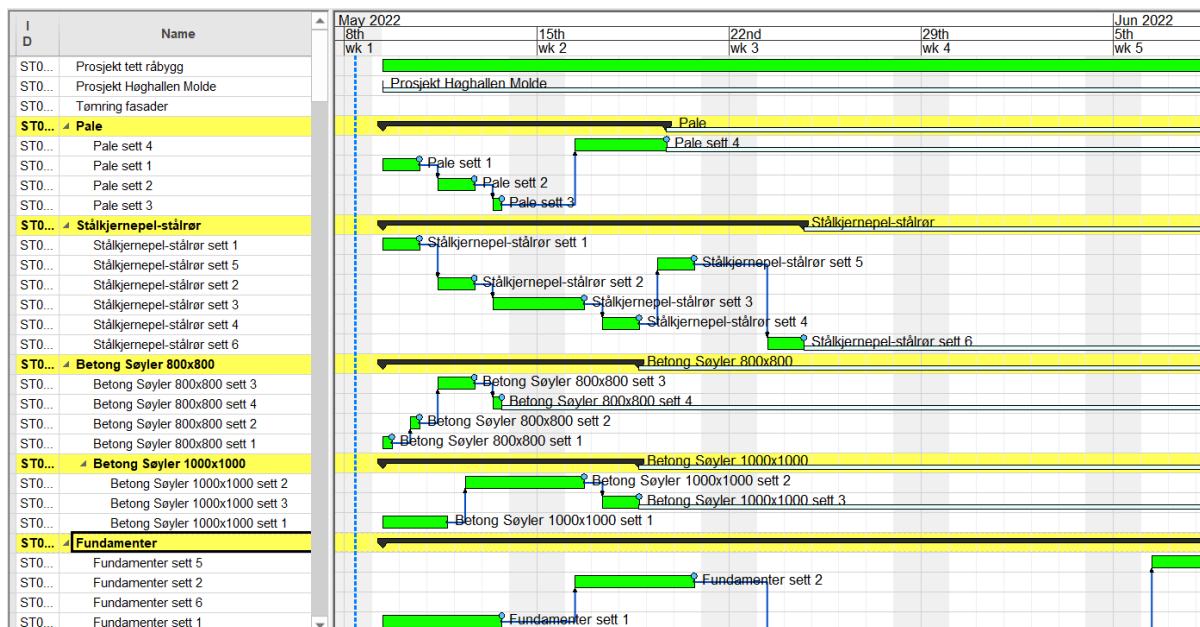 I
D
Name
May 2022
Jun 2022
8th
15th
22nd
29th
5th
wk 1
wk 2
wk 3
wk 4
wk 5
ST0... Prosjekt tett råbygg
ST0... Prosjekt Høghallen Molde
Prosjekt Høghallen Molde
ST0... Tømring fasader
ST0... Pale
Pale
ST0... Pale sett 4
Pale sett 4
ST0... Pale sett 1
Pale sett 1
ST0... Pale sett 2
Pale sett 2
ST0... Pale sett 3
Pale sett 3
ST0... Stålkjernepel-stålrør
Stålkjernepel-stålrør
ST0... Stålkjernepel-stålrør sett 1
Stålkjernepel-stålrør sett 1
ST0... Stålkjernepel-stålrør sett 5
Stålkjernepel-stålrør sett 5
ST0... Stålkjernepel-stålrør sett 2
Stålkjernepel-stålrør sett 2
ST0... Stålkjernepel-stålrør sett 3
Stålkjernepel-stålrør sett 3
ST0... Stålkjernepel-stålrør sett 4
Stålkjernepel-stålrør sett 4
ST0... Stålkjernepel-stålrør sett 6
Stålkjernepel-stålrør sett 6
ST0... Betong Søyler 800x800
Betong Søyler 800x800
ST0... Betong Søyler 800x800 sett 3
Betong Søyler 800x800 sett 3
ST0... Betong Søyler 800x800 sett 4
Betong Søyler 800x800 sett 4
ST0... Betong Søyler 800x800 sett 2
Betong Søyler 800x800 sett 2
ST0... Betong Søyler 800x800 sett 1
Betong Søyler 800x800 sett 1
ST0... Betong Søyler 1000x1000
Betong Søyler 1000x1000
ST0... Betong Søyler 1000x1000 sett 2
Betong Søyler 1000x1000 sett 2
ST0... Betong Søyler 1000x1000 sett 3
Betong Søyler 1000x1000 sett 3
ST0... Betong Søyler 1000x1000 sett 1
Betong Søyler 1000x1000 sett 1
ST0... Fundamenter
ST0... Fundamenter sett 5
ST0... Fundamenter sett 2
Fundamenter sett 2
ST0... Fundamenter sett 6
ST0... Fundamenter sett 1
Fundamenter sett 1